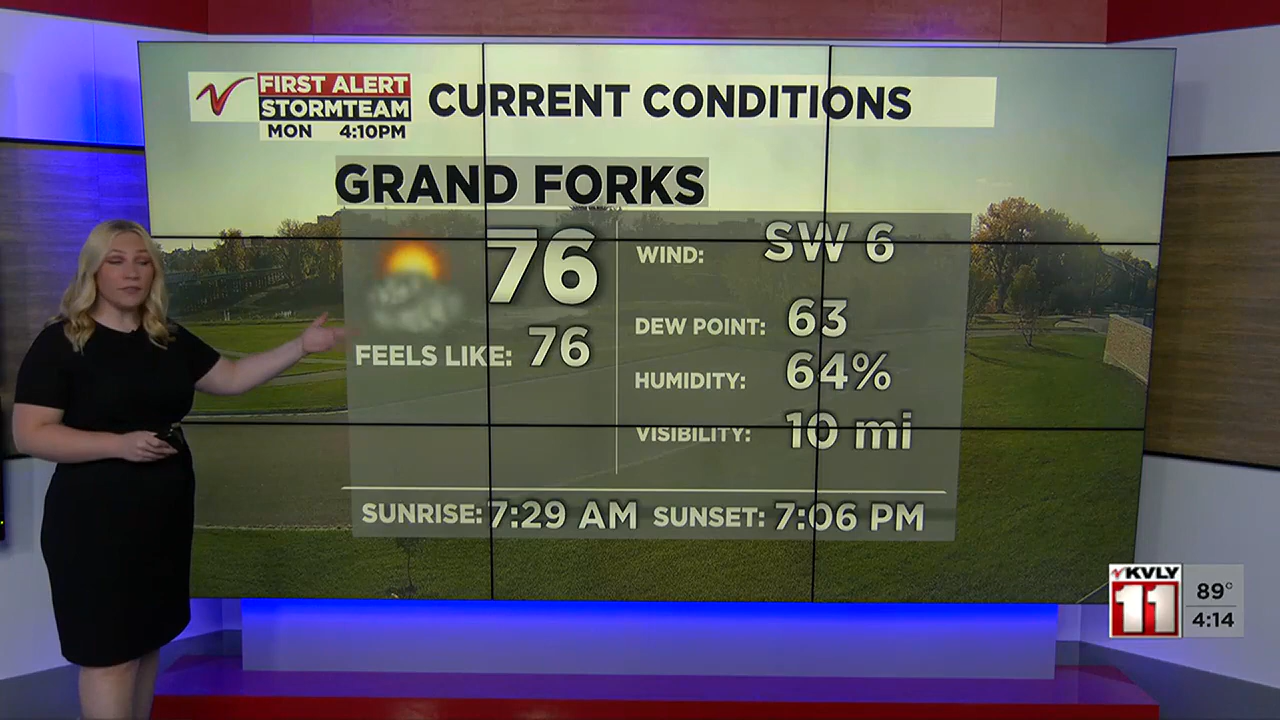 FIRST ALERT
STORMTEAM
MON 4:10PM
CURRENT CONDITIONS
GRAND FORKS
76
FEELS LIKE: 76
WIND: SW 6
DEW POINT: 63
HUMIDITY: 64%
VISIBILITY: 10 mi
SUNRISE: 7:29 AM SUNSET: 7:06 PM
KVLY
11
89°
4:14